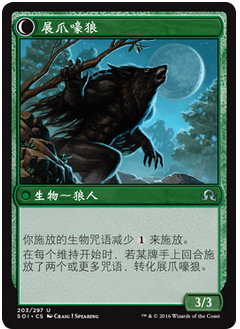 展爪嚎狼
生物～狼人
你施放的生物咒语减少 1 来施放。
在每个维持开始时，若某牌手上回合施
放了两个或更多咒语，转化展爪嚎狼。
3/3
203/297 U
SOI • CS CRAIG J SPEARING
™ & © 2016 Wizards of the Coast